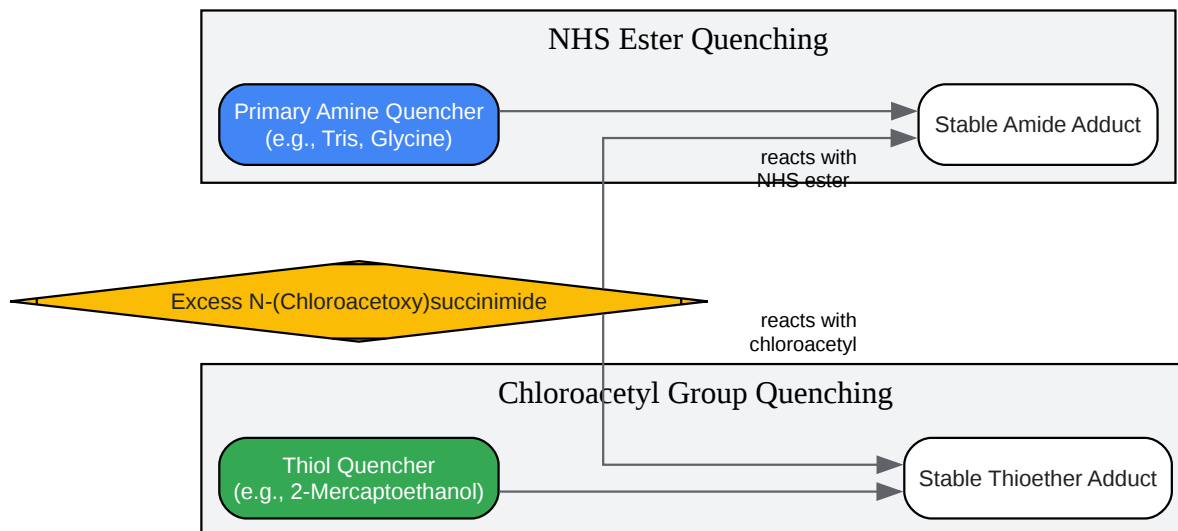 NHS Ester Quenching
Primary Amine Quencher
(e.g., Tris, Glycine)
Stable Amide Adduct
reacts with
NHS ester
Excess N-(Chloroacetoxy)succinimide
reacts with
chloroacetyl
Chloroacetyl Group Quenching
Thiol Quencher
(e.g., 2-Mercaptoethanol)
Stable Thioether Adduct